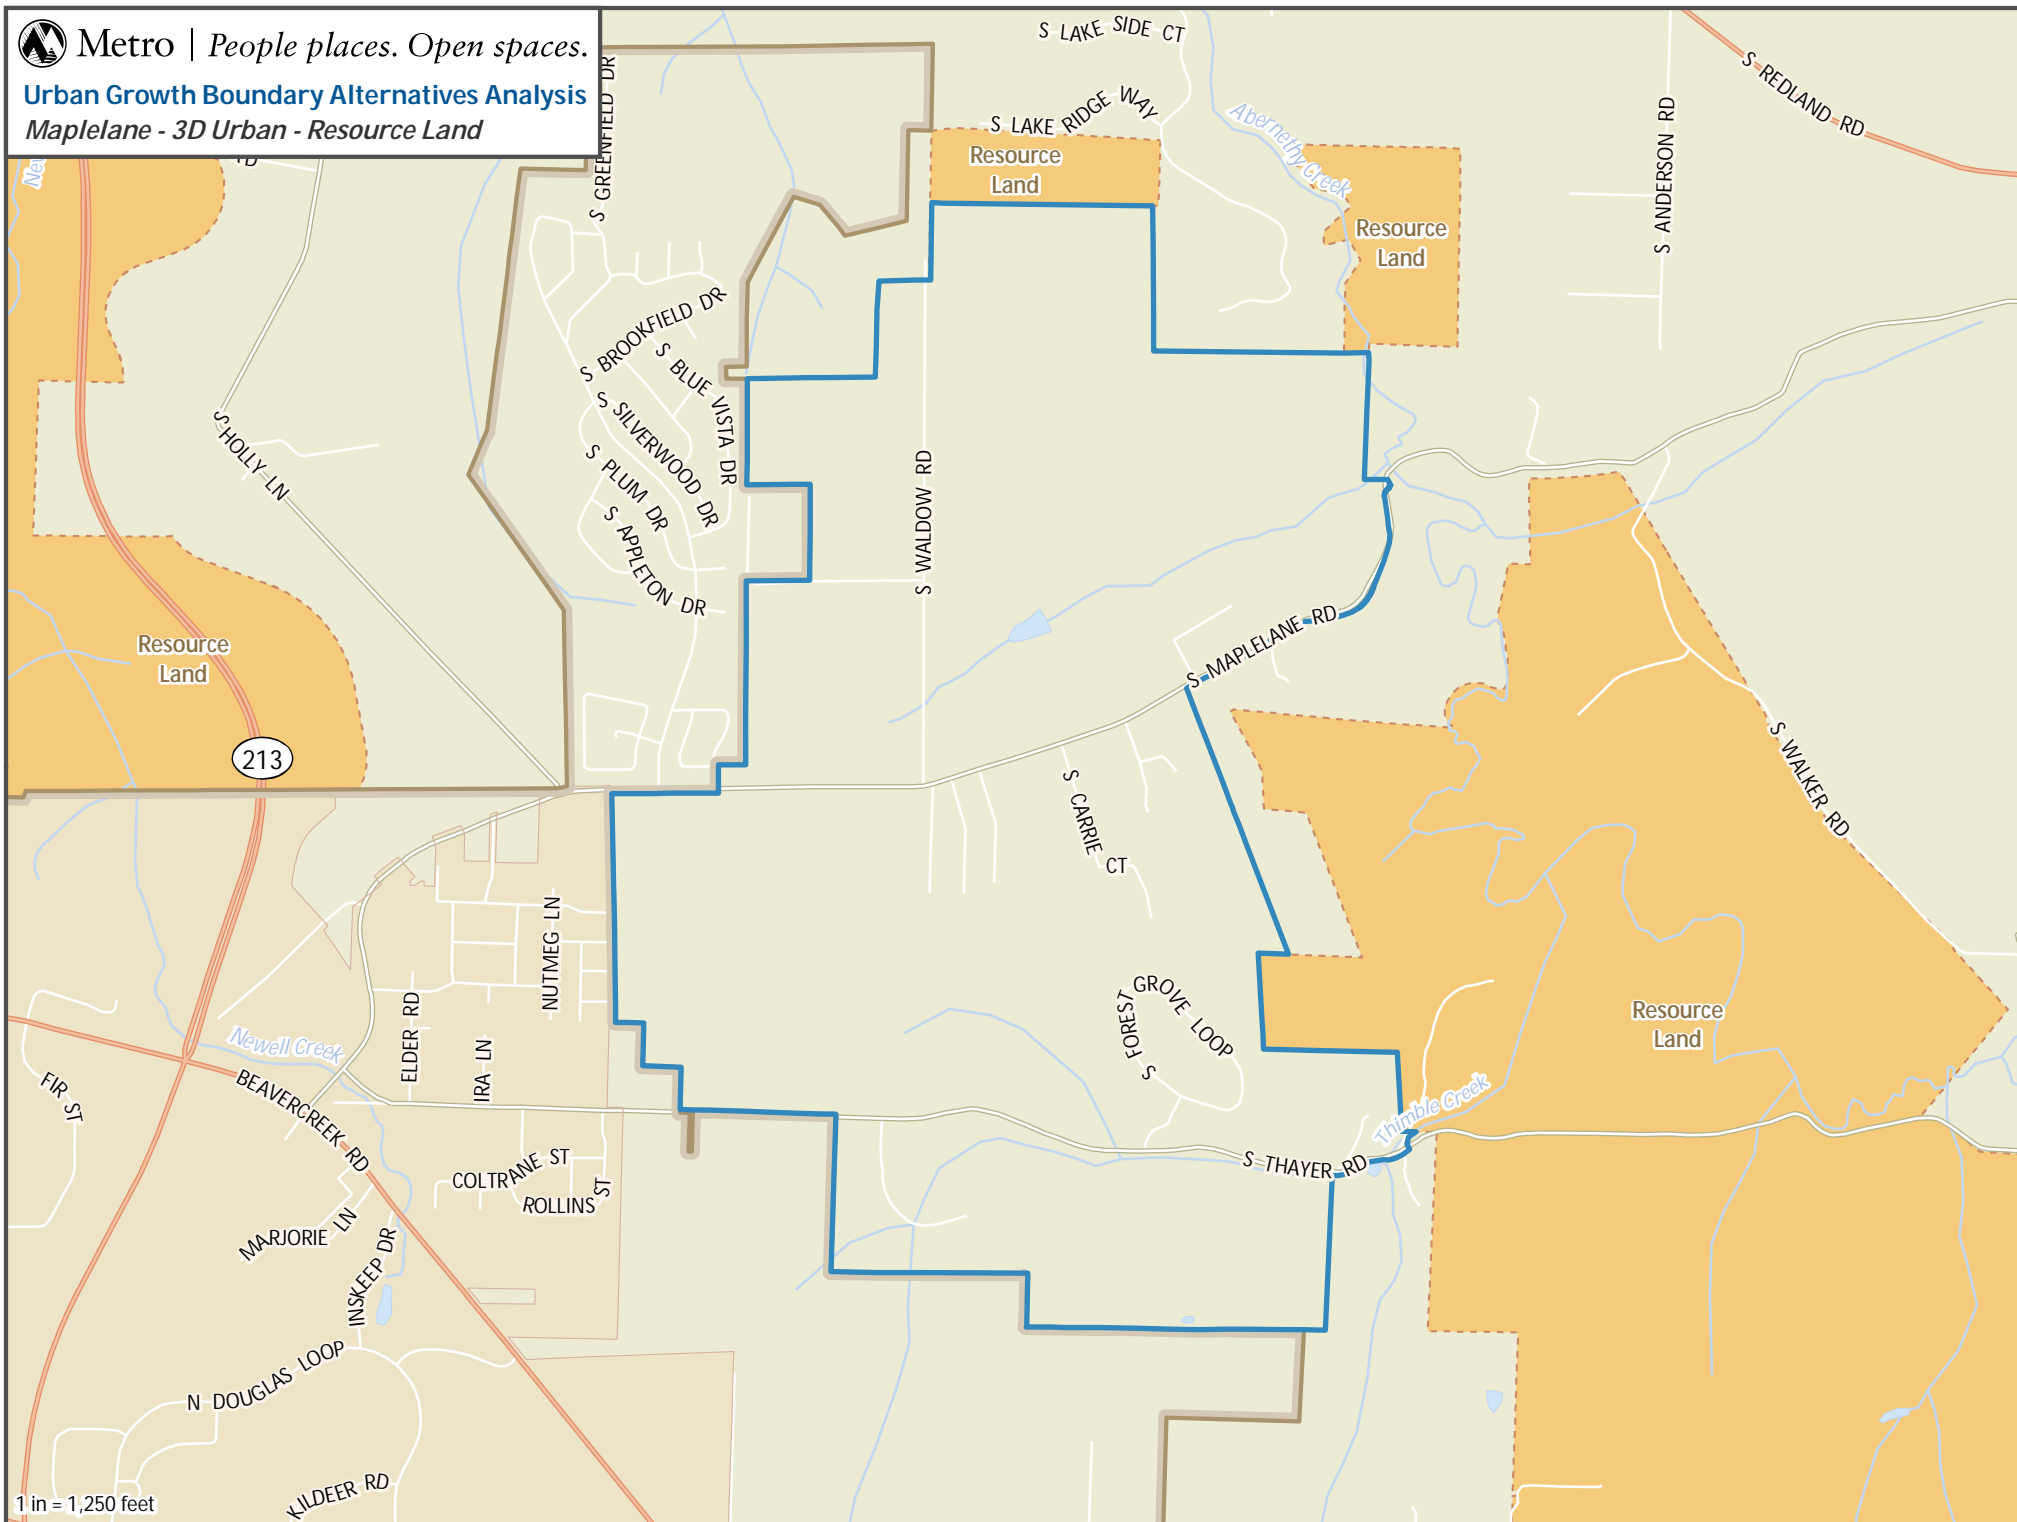 Metro | People places. Open spaces.
Urban Growth Boundary Alternatives Analysis
Maplelane - 3D Urban - Resource Land
S LAKE SIDE CT
S LAKE RIDGE WAY
Abernethy Creek
S ANDERSON RD
S REDLAND RD
S GREENFIELD DR
Resource
Land
Resource
Land
S BROOKFIELD DR
S BLUE VISTA DR
S SILVERWOOD DR
S PLUM DR
S APPLETON DR
S HOLLY LN
S WALDOW RD
Resource
Land
S MAPLELANE RD
213
S CARRIE CT
S WALKER RD
NUTMEG LN
ELDER RD
IRA LN
Newell Creek
S FOREST GROVE LOOP
Resource
Land
FIR ST
BEAVERCREEK RD
Thimble Creek
S THAYER RD
COLTRANE ST
ROLLINS ST
MARJORIE LN
INSKEEP DR
N DOUGLAS LOOP
KILDEER RD
1 in = 1,250 feet